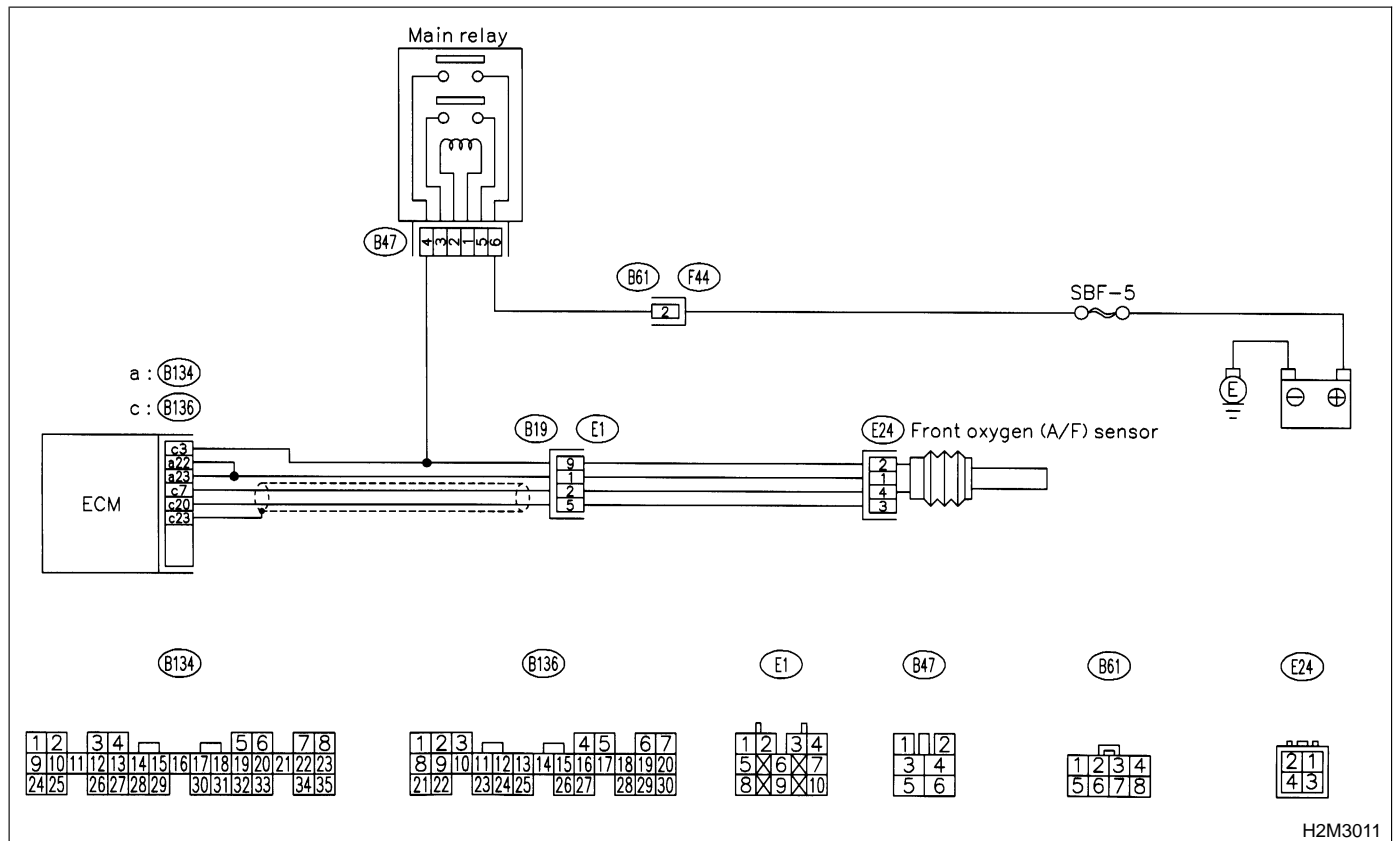 Main relay
B47
4 3 2 1 5 6
B61 F44
2
SBF-5
E
⊖ ⊕
a : B134
c : B136
B19 E1
E24 Front oxygen (A/F) sensor
ECM
c3
a22
a23
c7
c20
c23
9
1
2
5
2
1
4
3
B134
1 2 3 4 5 6 7 8
9 10 11 12 13 14 15 16 17 18 19 20 21 22 23
24 25 26 27 28 29 30 31 32 33 34 35
B136
1 2 3 4 5 6 7
8 9 10 11 12 13 14 15 16 17 18 19 20
21 22 23 24 25 26 27 28 29 30
E1
1 2 3 4
5 6 7
8 9 10
B47
1 2
3 4
5 6
B61
1 2 3 4
5 6 7 8
E24
2 1
4 3
H2M3011